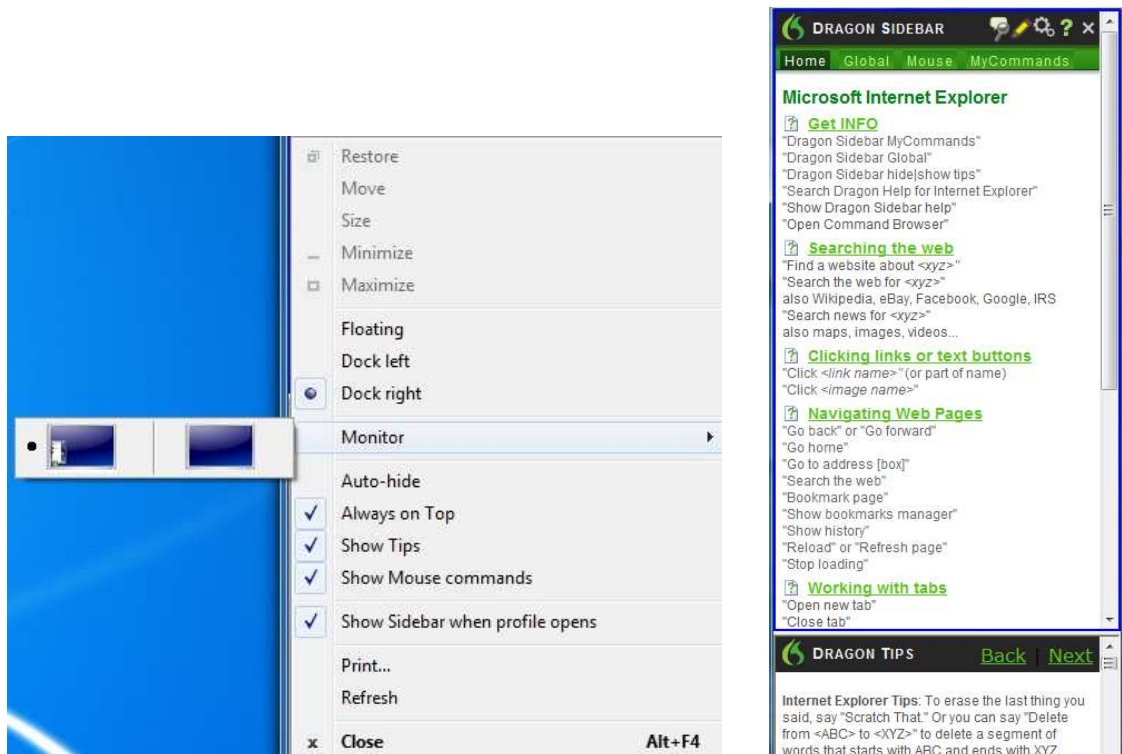 Restore
Move
Size
Minimize
Maximize
Floating
Dock left
Dock right
Monitor
Auto-hide
Always on Top
Show Tips
Show Mouse commands
Show Sidebar when profile opens
Print...
Refresh
Close Alt+F4
DRAGON SIDEBAR
Home Global Mouse MyCommands
Microsoft Internet Explorer
Get INFO
"Dragon Sidebar MyCommands"
"Dragon Sidebar Global"
"Dragon Sidebar hide|show tips"
"Search Dragon Help for Internet Explorer"
"Show Dragon Sidebar help"
"Open Command Browser"
Searching the web
"Find a website about <xyz>"
"Search the web for <xyz>"
also Wikipedia, eBay, Facebook, Google, IRS
"Search news for <xyz>"
also maps, images, videos...
Clicking links or text buttons
"Click <link name>" (or part of name)
"Click <image name>"
Navigating Web Pages
"Go back" or "Go forward"
"Go home"
"Go to address [box]"
"Search the web"
"Bookmark page"
"Show bookmarks manager"
"Show history"
"Reload" or "Refresh page"
"Stop loading"
Working with tabs
"Open new tab"
"Close tab"
DRAGON TIPS Back | Next
Internet Explorer Tips: To erase the last thing you
said, say "Scratch That." Or you can say "Delete
from <ABC> to <XYZ>" to delete a segment of
words that starts with ABC and ends with XYZ